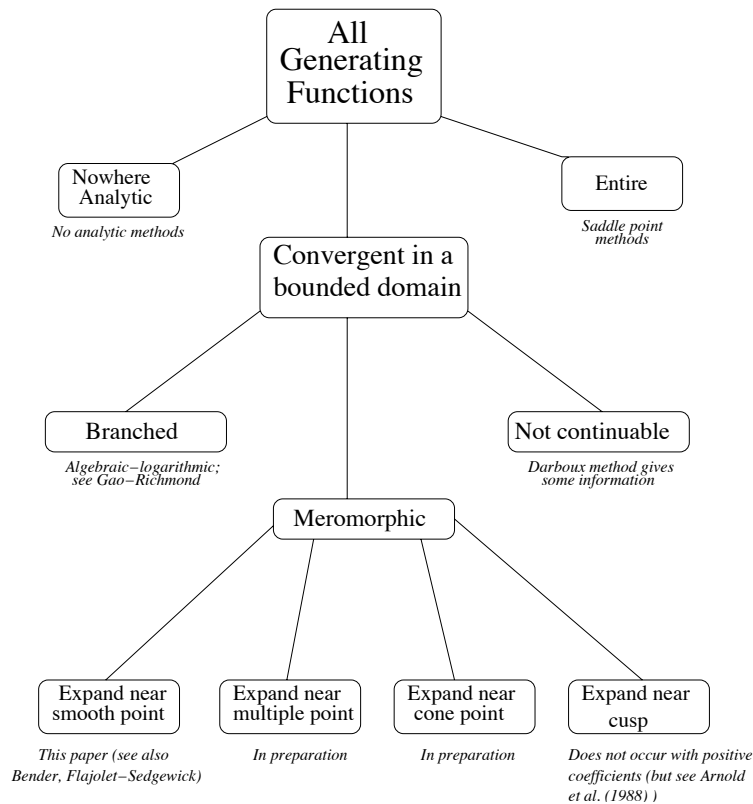 All
Generating
Functions
Nowhere
Analytic
No analytic methods
Entire
Saddle point
methods
Convergent in a
bounded domain
Branched
Algebraic–logarithmic;
see Gao–Richmond
Not continuable
Darboux method gives
some information
Meromorphic
Expand near
smooth point
This paper (see also
Bender, Flajolet–Sedgewick)
Expand near
multiple point
In preparation
Expand near
cone point
In preparation
Expand near
cusp
Does not occur with positive
coefficients (but see Arnold
et al. (1988) )